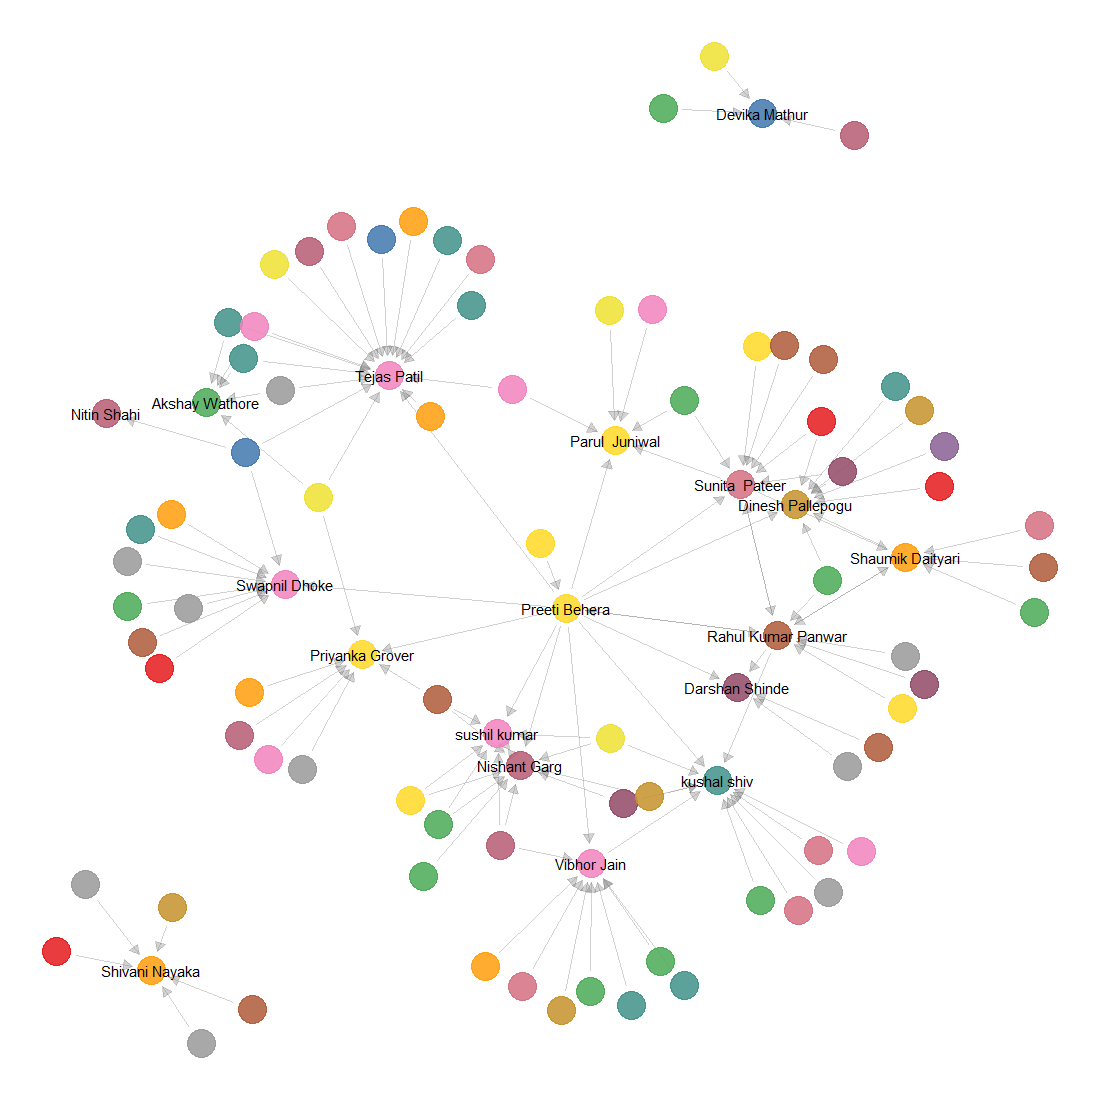 Devika Mathur
Tejas Patil
Akshay Wathore
Nitin Shahi
Parul  Juniwal
Sunita  Pateer
Dinesh Pallepogu
Shaumik Daityari
Swapnil Dhoke
Preeti Behera
Rahul Kumar Panwar
Priyanka Grover
Darshan Shinde
sushil kumar
Nishant Garg
kushal shiv
Vibhor Jain
Shivani Nayaka